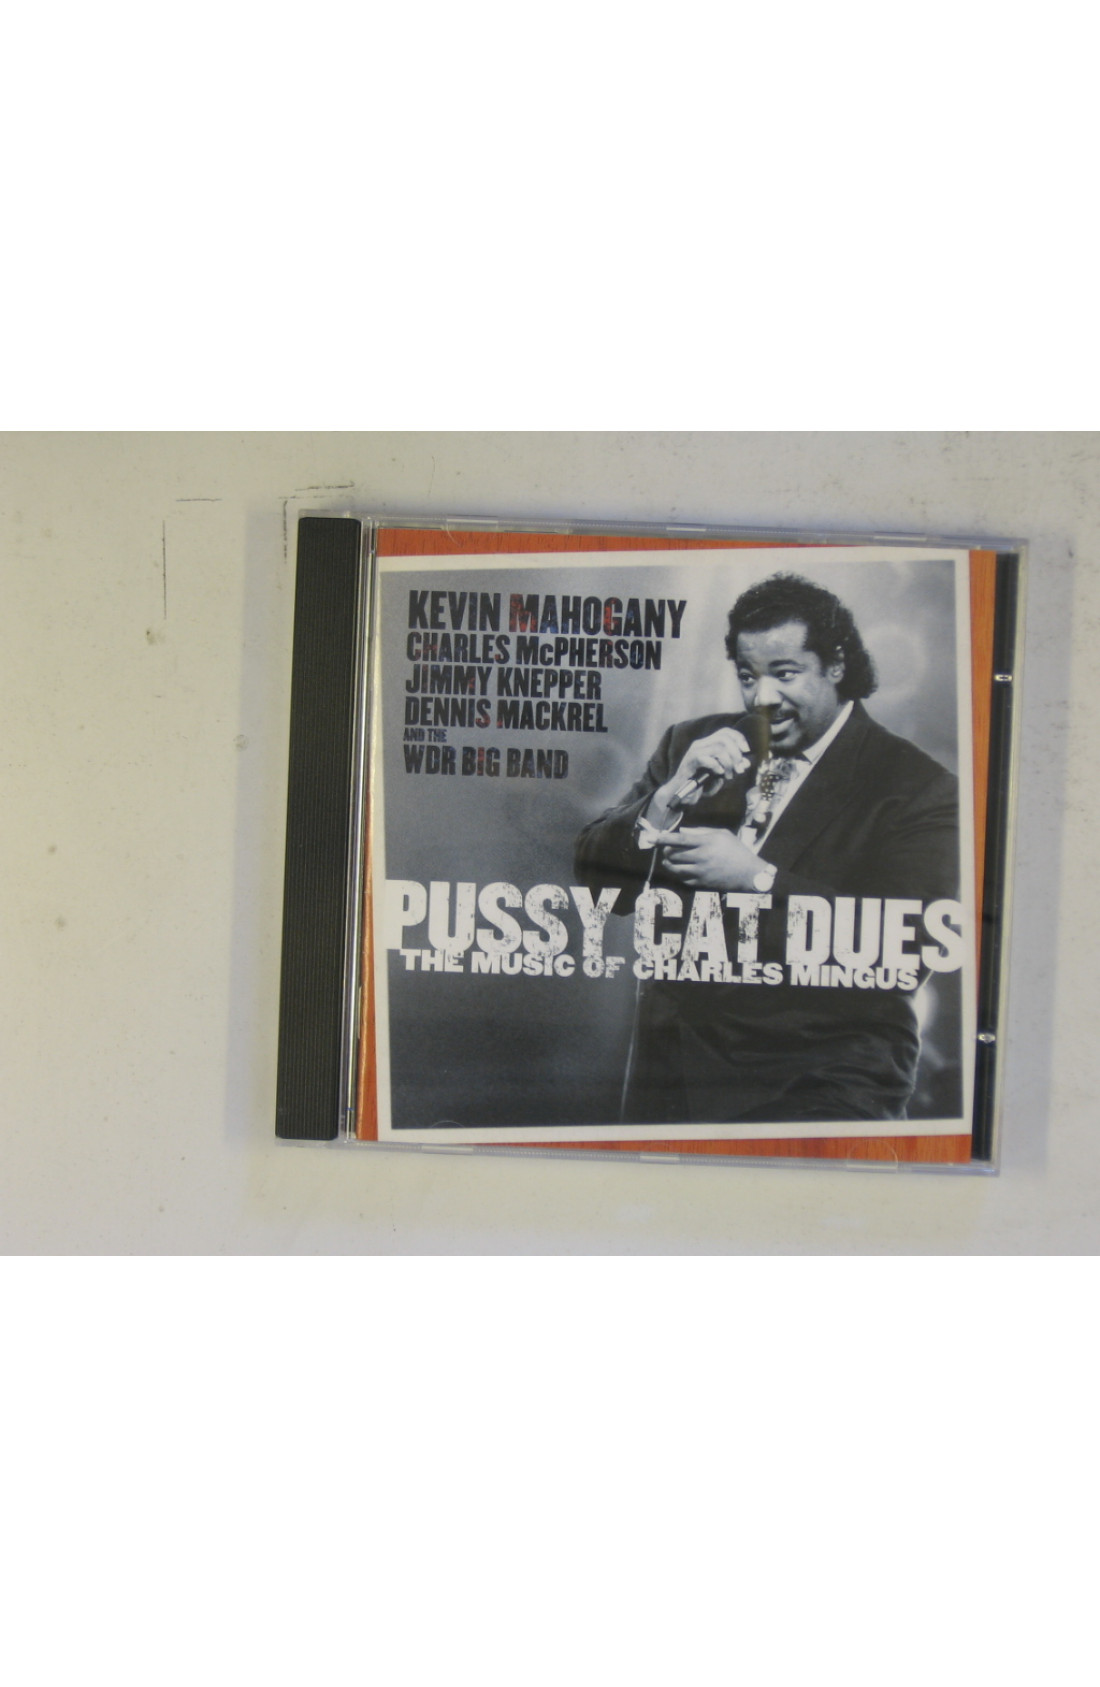 KEVIN MAHOGANY
CHARLES McPHERSON
JIMMY KNEPPER
DENNIS MACKREL
AND THE
WDR BIG BAND
PUSSY CAT DUES
THE MUSIC OF CHARLES MINGUS